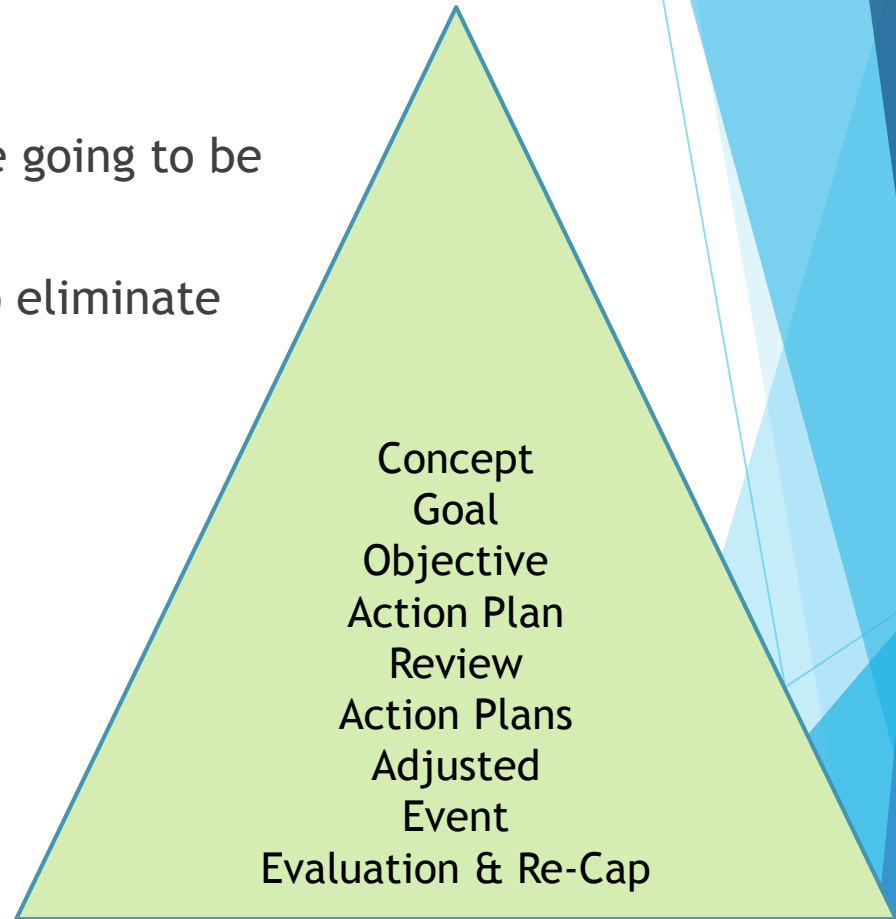 going to be
eliminate
Concept
Goal
Objective
Action Plan
Review
Action Plans
Adjusted
Event
Evaluation & Re-Cap